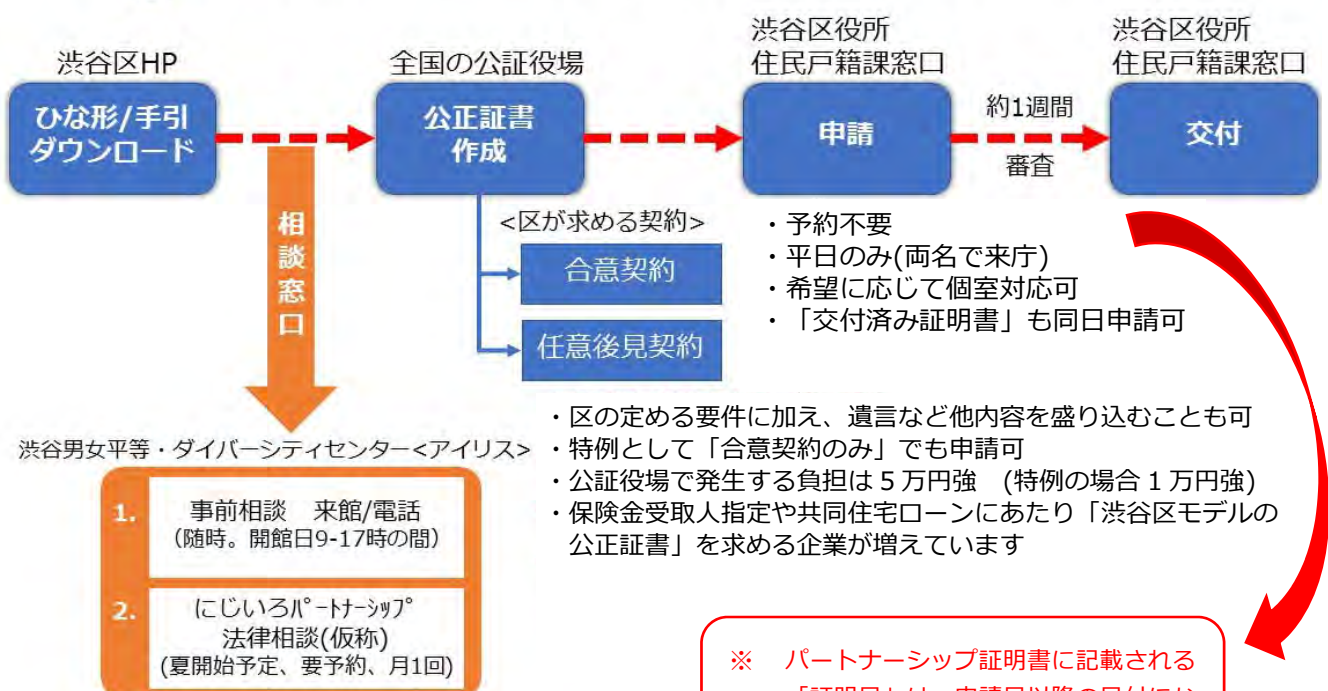 渋谷区HP
ひな形/手引
ダウンロード
全国の公証役場
公正証書
作成
渋谷区役所
住民戸籍課窓口
申請
約1週間
審査
渋谷区役所
住民戸籍課窓口
交付
相談窓口
<区が求める契約>
合意契約
任意後見契約
・予約不要
・平日のみ(両名で来庁)
・希望に応じて個室対応可
・「交付済み証明書」も同日申請可
・区の定める要件に加え、遺言など他内容を盛り込むことも可
・特例として「合意契約のみ」でも申請可
・公証役場で発生する負担は5万円強 (特例の場合1万円強)
・保険金受取人指定や共同住宅ローンにあたり「渋谷区モデルの
公正証書」を求める企業が増えています
渋谷男女平等・ダイバーシティセンター<アイリス>
1. 事前相談 来館/電話
(随時。開館日9-17時の間)
2. にじいろﾊﾟｰﾄﾅｰｼｯﾌﾟ
法律相談(仮称)
(夏開始予定、要予約、月1回)
※ パートナーシップ証明書に記載される